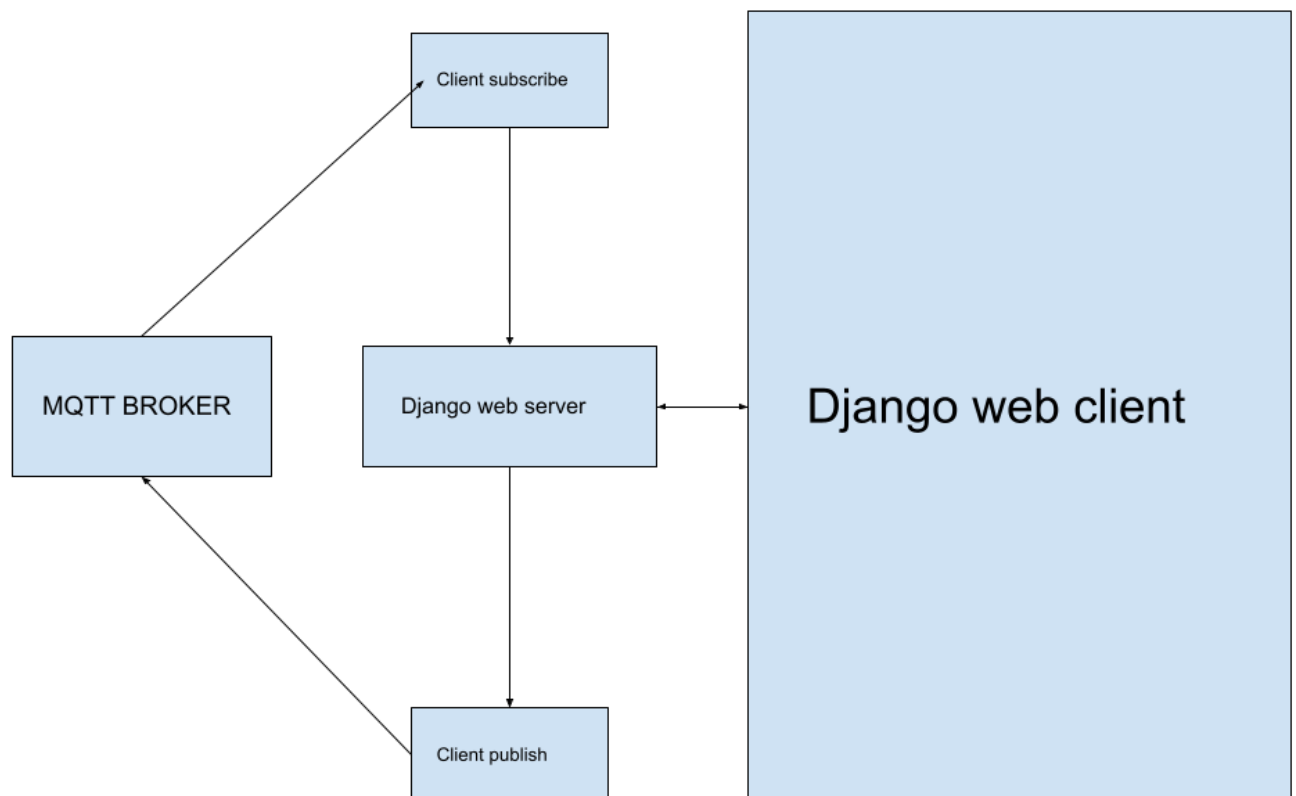 Client subscribe
MQTT BROKER
Django web server
Django web client
Client publish